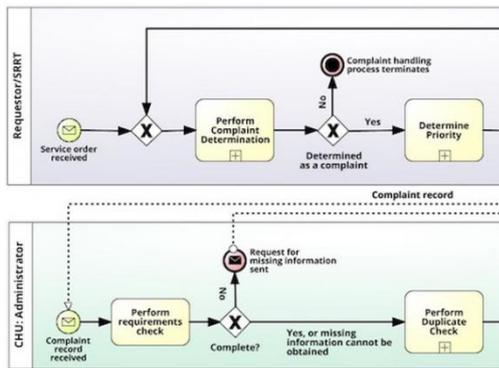 Requestor/SRRT
Service order
received
X
Perform
Complaint
Determination
No
Complaint handling
process terminates
X
Yes
Determined
as a complaint
Determine
Priority
Complaint record
CHU: Administrator
Complaint
record
received
Perform
requirements
check
No
Request for
missing information
sent
X
Complete?
Yes, or missing
information cannot be
obtained
Perform
Duplicate
Check